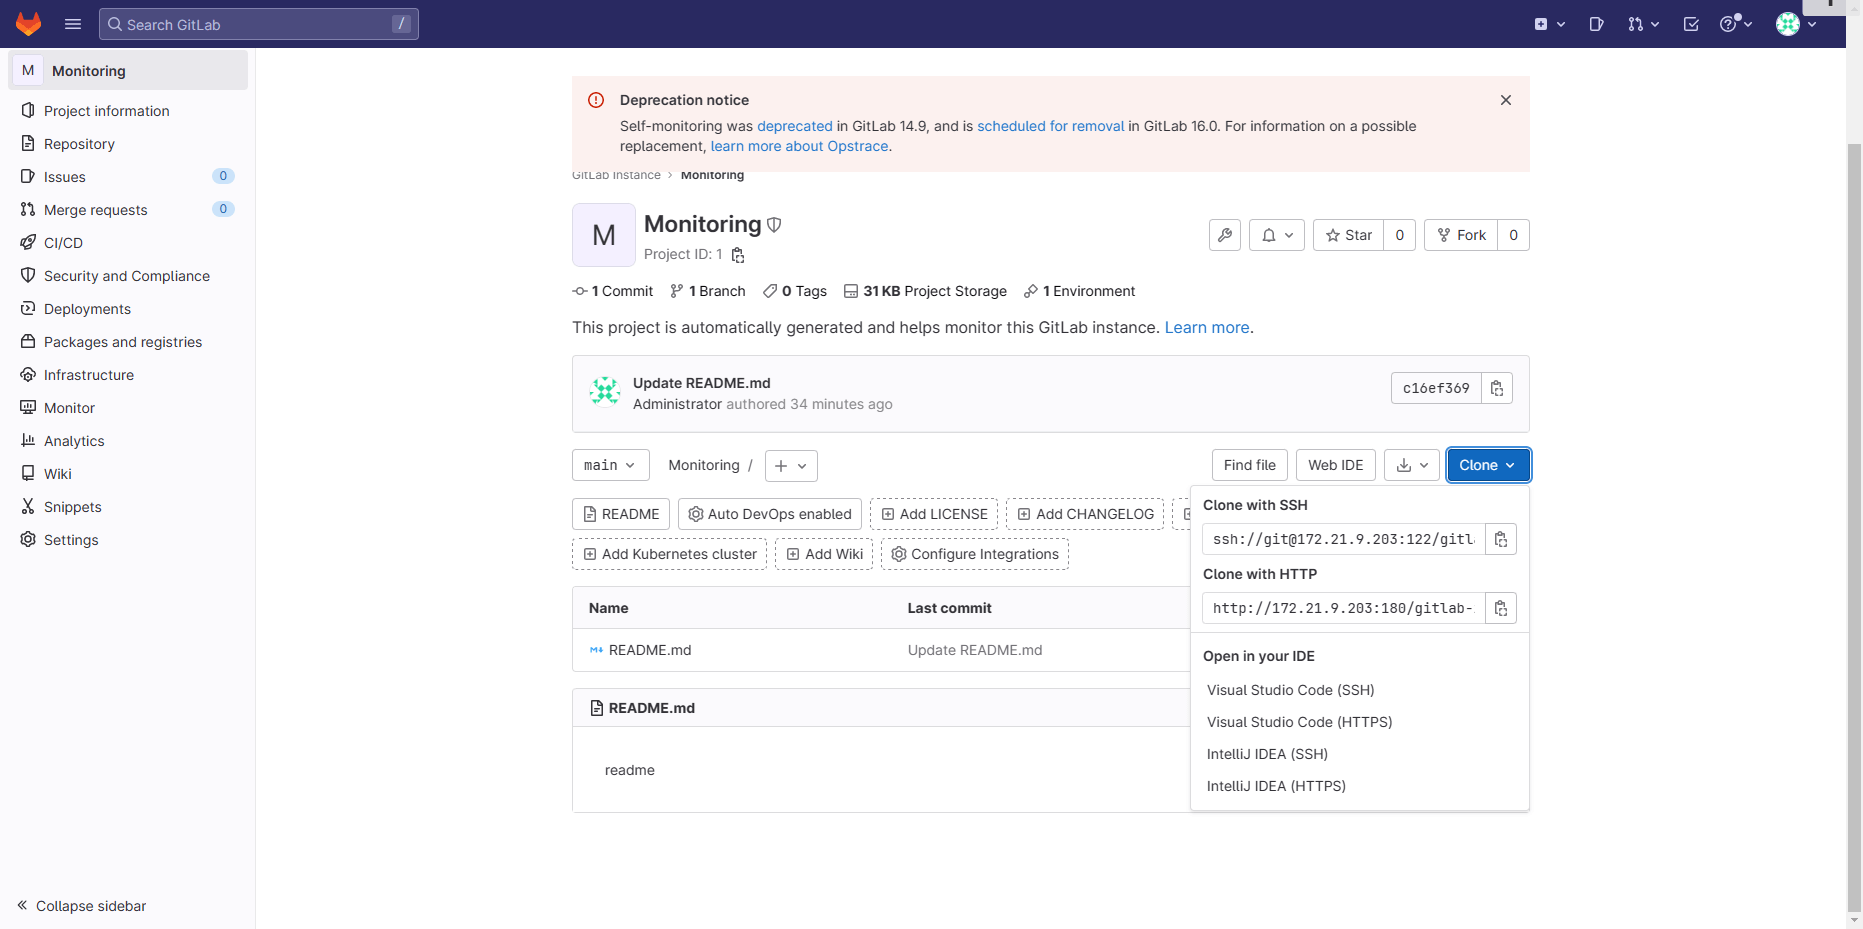 Search GitLab
/
M
Monitoring
Project information
Repository
Issues
0
Merge requests
0
CI/CD
Security and Compliance
Deployments
Packages and registries
Infrastructure
Monitor
Analytics
Wiki
Snippets
Settings
Collapse sidebar
Deprecation notice
Self-monitoring was deprecated in GitLab 14.9, and is scheduled for removal in GitLab 16.0. For information on a possible
replacement, learn more about Opstrace.
GitLab Instance › Monitoring
M
Monitoring
Project ID: 1
Star
0
Fork
0
1 Commit
1 Branch
0 Tags
31 KB Project Storage
1 Environment
This project is automatically generated and helps monitor this GitLab instance. Learn more.
Update README.md
Administrator authored 34 minutes ago
c16ef369
main
Monitoring /
Find file
Web IDE
Clone
README
Auto DevOps enabled
Add LICENSE
Add CHANGELOG
Add Kubernetes cluster
Add Wiki
Configure Integrations
Name
Last commit
README.md
Update README.md
README.md
readme
Clone with SSH
ssh://git@172.21.9.203:122/gitl
Clone with HTTP
http://172.21.9.203:180/gitlab-
Open in your IDE
Visual Studio Code (SSH)
Visual Studio Code (HTTPS)
IntelliJ IDEA (SSH)
IntelliJ IDEA (HTTPS)